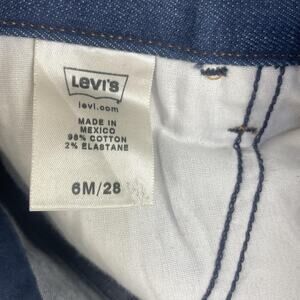 Levi's
levi.com
MADE IN
MEXICO
98% COTTON
2% ELASTANE
6M/28